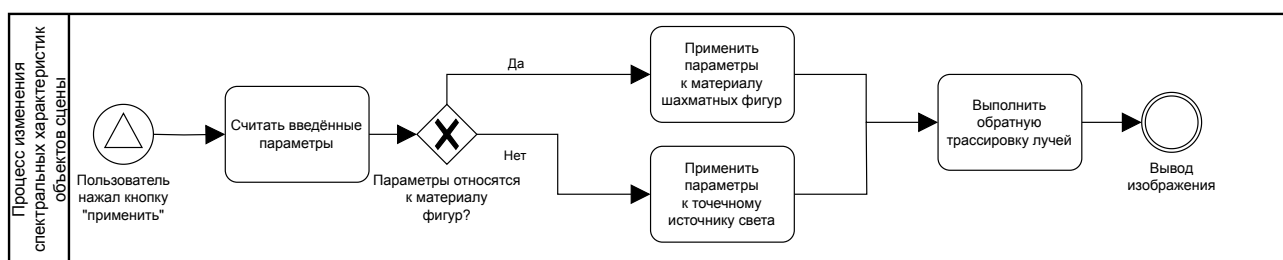 Процесс изменения
спектральных характеристик
объектов сцены
Пользователь
нажал кнопку
"применить"
Считать введённые
параметры
Параметры относятся
к материалу
фигур?
Да
Нет
Применить
параметры
к материалу
шахматных фигур
Применить
параметры
к точечному
источнику света
Выполнить
обратную
трассировку лучей
Вывод
изображения